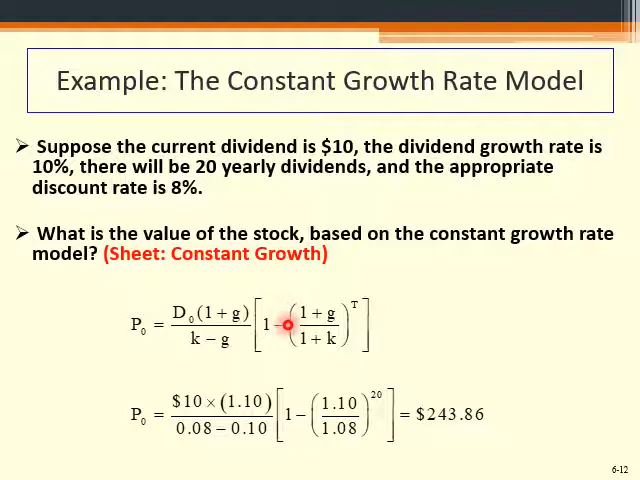 Example: The Constant Growth Rate Model
➢ Suppose the current dividend is $10, the dividend growth rate is
10%, there will be 20 yearly dividends, and the appropriate
discount rate is 8%.
➢ What is the value of the stock, based on the constant growth rate
model? (Sheet: Constant Growth)
P₀ = D₀(1 + g) / (k − g) [1 − ((1 + g) / (1 + k))^T]
P₀ = $10 × (1.10) / (0.08 − 0.10) [1 − (1.10 / 1.08)^20] = $243.86
6-12